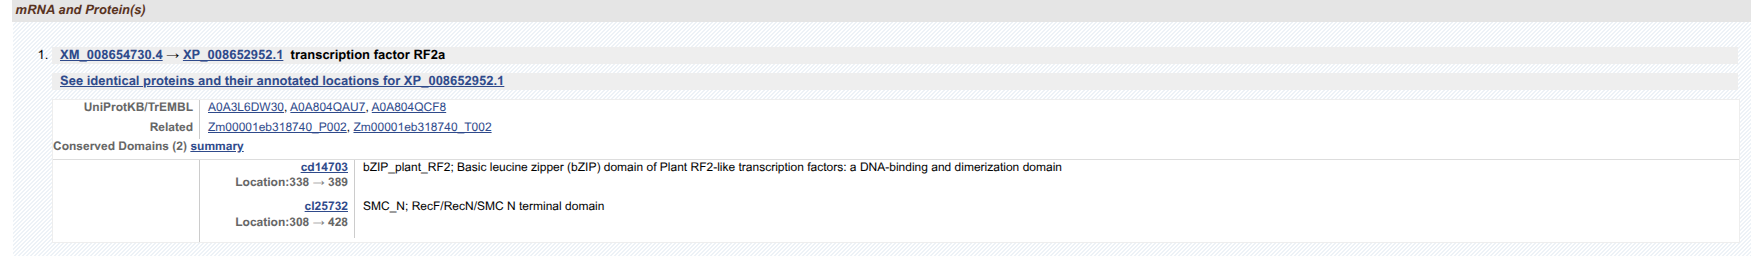 mRNA and Protein(s)
1. XM_008654730.4 → XP_008652952.1 transcription factor RF2a
See identical proteins and their annotated locations for XP_008652952.1
UniProtKB/TrEMBL A0A3L6DW30, A0A804QAU7, A0A804QCF8
Related Zm00001eb318740_P002, Zm00001eb318740_T002
Conserved Domains (2) summary
cd14703 bZIP_plant_RF2; Basic leucine zipper (bZIP) domain of Plant RF2-like transcription factors: a DNA-binding and dimerization domain
Location:338 → 389
cl25732 SMC_N; RecF/RecN/SMC N terminal domain
Location:308 → 428